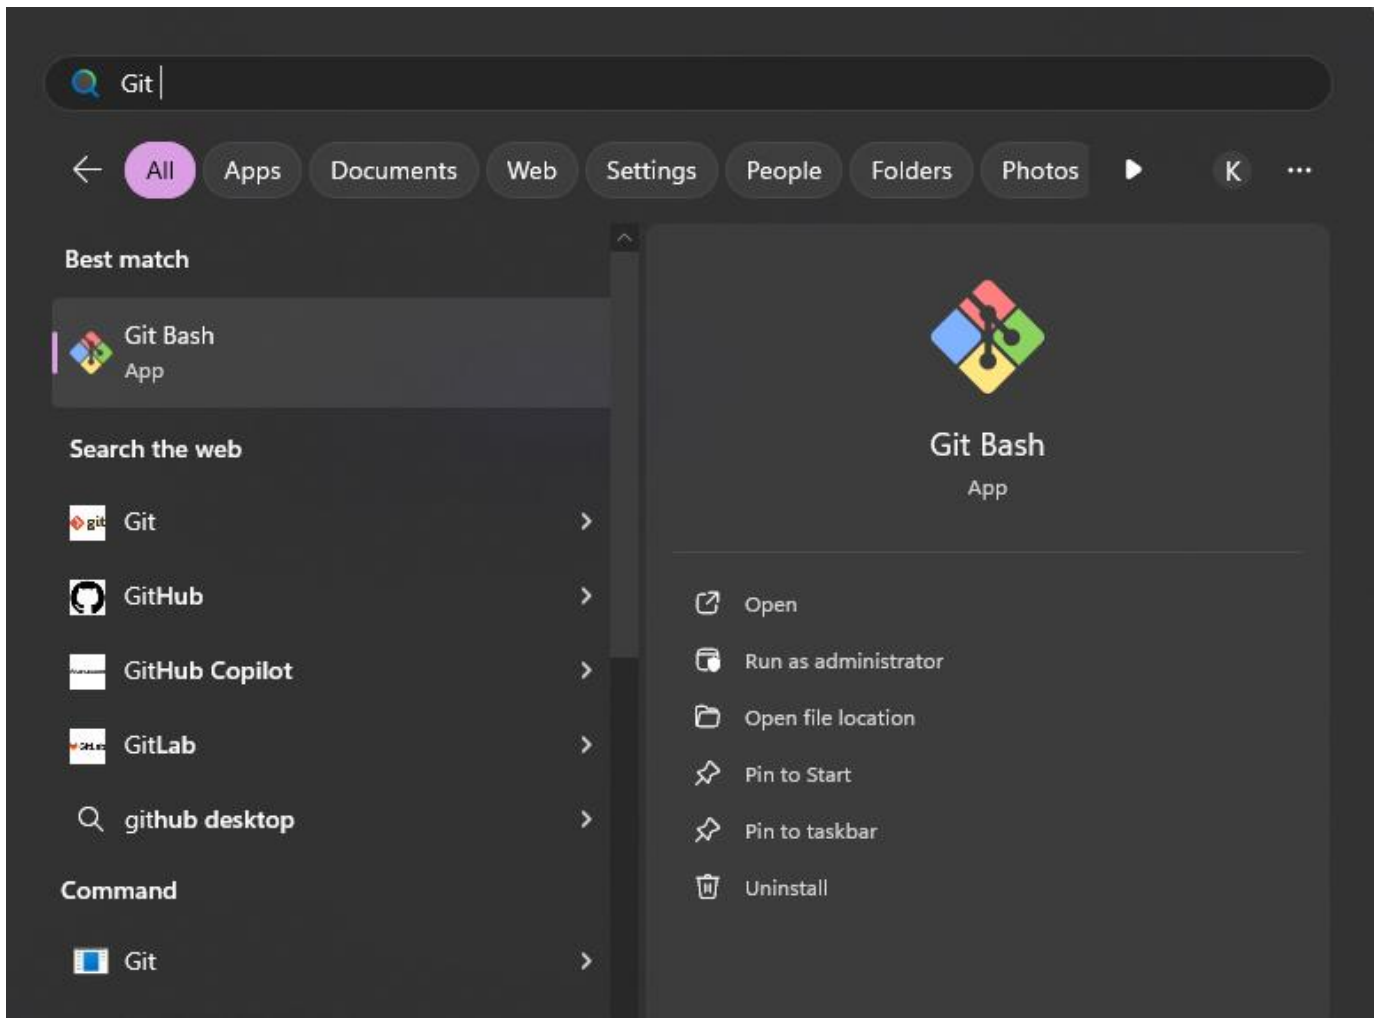 Git
All Apps Documents Web Settings People Folders Photos K ...
Best match
Git Bash
App
Search the web
git Git
GitHub
GitHub Copilot
GitLab
github desktop
Command
Git
Git Bash
App
Open
Run as administrator
Open file location
Pin to Start
Pin to taskbar
Uninstall